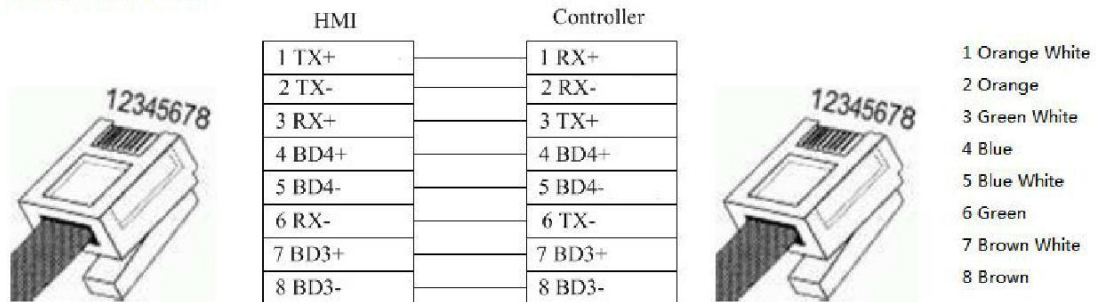 HMI
Controller
1 TX+
1 RX+
2 TX-
2 RX-
3 RX+
3 TX+
4 BD4+
4 BD4+
5 BD4-
5 BD4-
6 RX-
6 TX-
7 BD3+
7 BD3+
8 BD3-
8 BD3-
12345678
12345678
1 Orange White
2 Orange
3 Green White
4 Blue
5 Blue White
6 Green
7 Brown White
8 Brown